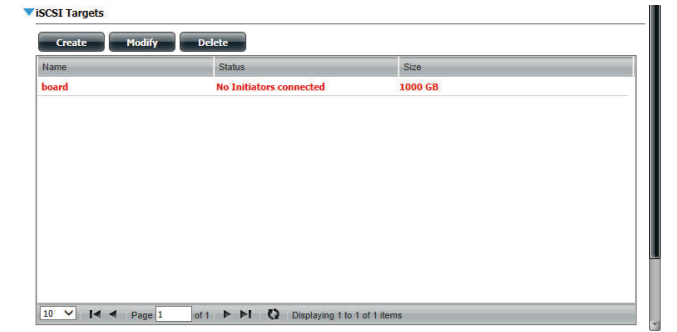 iSCSI Targets
Create Modify Delete
Name Status Size
board No Initiators connected 1000 GB
10 Page 1 of 1 Displaying 1 to 1 of 1 items